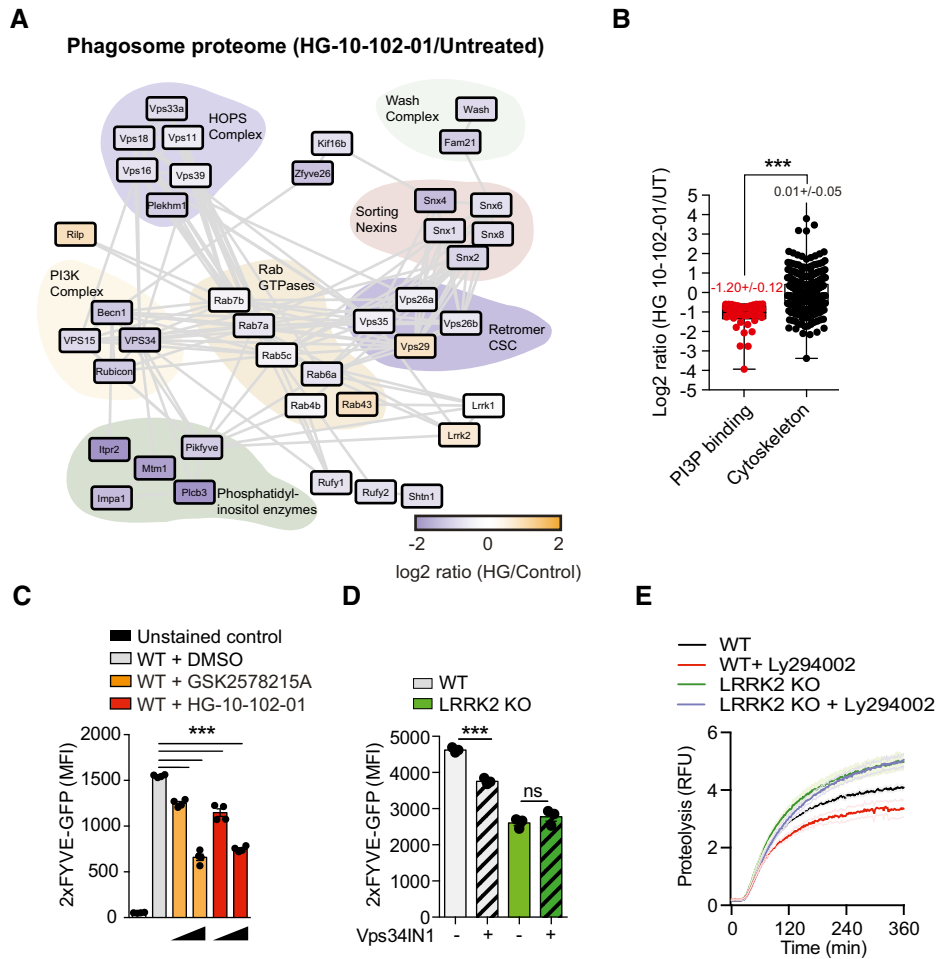 A
Phagosome proteome (HG-10-102-01/Untreated)
Vps33a
HOPS
Complex
Vps18
Vps11
Vps16
Vps39
Plekhm1
Kif16b
Zfyve26
Wash
Complex
Wash
Fam21
Sorting
Nexins
Snx4
Snx6
Snx1
Snx8
Snx2
Rilp
PI3K
Complex
Becn1
VPS15
VPS34
Rubicon
Rab
GTPases
Rab7b
Rab7a
Rab5c
Rab6a
Rab4b
Rab43
Vps26a
Vps35
Vps26b
Vps29
Retromer
CSC
Lrrk1
Lrrk2
Itpr2
Pikfyve
Mtm1
Impa1
Plcb3
Phosphatidyl-
inositol enzymes
Rufy1
Rufy2
Shtn1
-2
0
2
log2 ratio (HG/Control)
B
Log2 ratio (HG 10-102-01/UT)
5
4
3
2
1
0
-1
-2
-3
-4
-5
***
0.01+/-0.05
-1.20+/-0.12
PI3P binding
Cytoskeleton
C
Unstained control
WT + DMSO
WT + GSK2578215A
WT + HG-10-102-01
2xFYVE-GFP (MFI)
2000
1500
1000
500
0
***
D
WT
LRRK2 KO
2xFYVE-GFP (MFI)
5000
4000
3000
2000
1000
0
***
ns
Vps34IN1 - + - +
E
WT
WT+ Ly294002
LRRK2 KO
LRRK2 KO + Ly294002
Proteolysis (RFU)
6
4
2
0
0 120 240 360
Time (min)